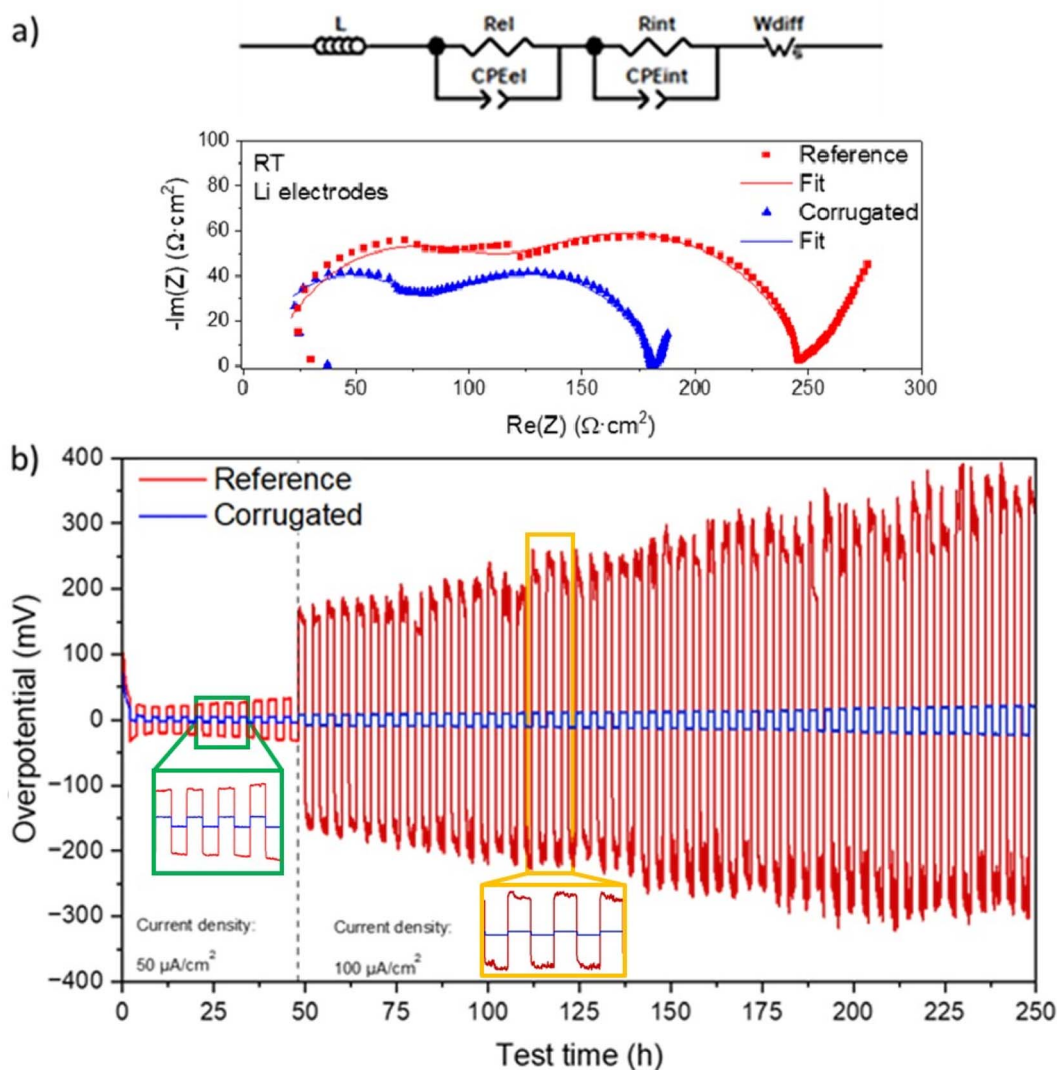 a)
L
Rel
Rint
Wdiff
s
CPEel
CPEint
100
80
60
40
20
0
-Im(Z) (Ω·cm²)
RT
Li electrodes
Reference
Fit
Corrugated
Fit
0
50
100
150
200
250
300
Re(Z) (Ω·cm²)
b)
400
300
200
100
0
−100
−200
−300
−400
Overpotential (mV)
Reference
Corrugated
Current density:
50 µA/cm²
Current density:
100 µA/cm²
0
25
50
75
100
125
150
175
200
225
250
Test time (h)